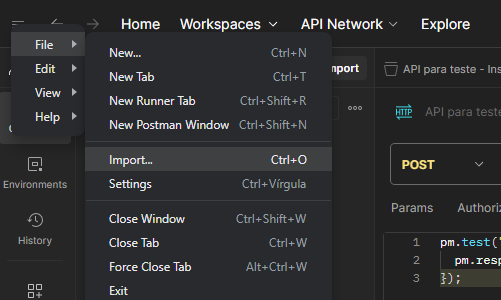 Home Workspaces API Network Explore
File
Edit
View
Help
New... Ctrl+N
New Tab Ctrl+T
New Runner Tab Ctrl+Shift+R
New Postman Window Ctrl+Shift+N
Import... Ctrl+O
Settings Ctrl+Vírgula
Close Window Ctrl+Shift+W
Close Tab Ctrl+W
Force Close Tab Alt+Ctrl+W
Exit
Environments
History
port
API para teste - Ins
HTTP API para teste
POST
Params Authoriz
1 pm.test("
2 pm.resp
3 });